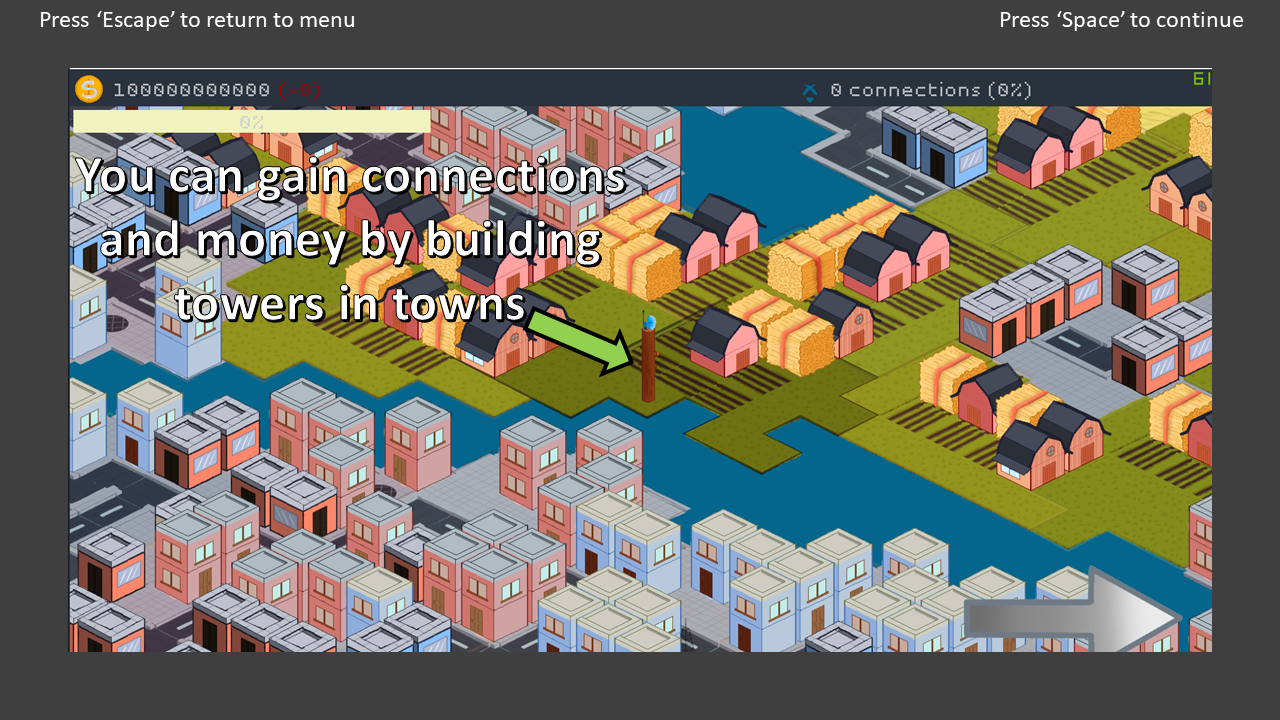 Press ‘Escape’ to return to menu
Press ‘Space’ to continue
100000000000 (-0)
0 connections (0%)
61
0%
You can gain connections
and money by building
towers in towns